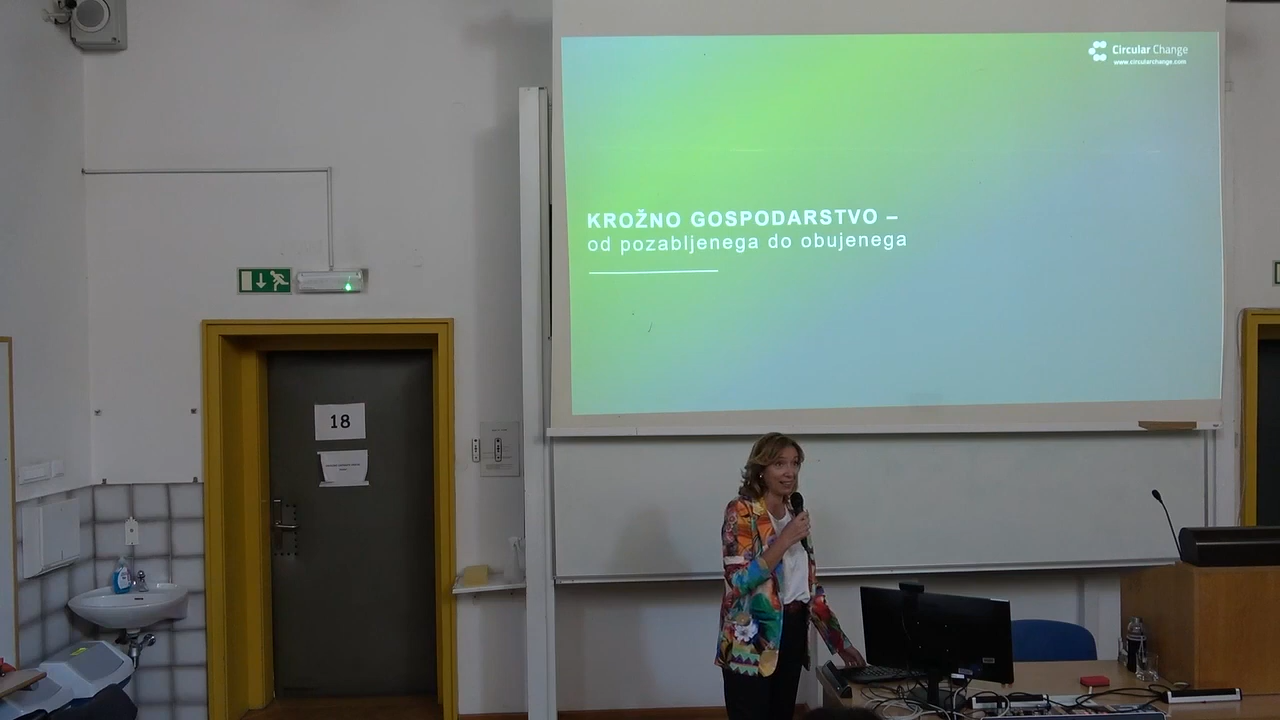 Circular Change
www.circularchange.com
KROŽNO GOSPODARSTVO –
od pozabljenega do obujenega
18